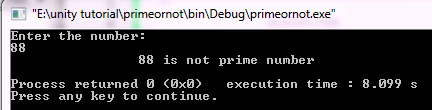 "E:\unity tutorial\primeornot\bin\Debug\primeornot.exe"
Enter the number:
88
88 is not prime number
Process returned 0 (0x0)   execution time : 8.099 s
Press any key to continue.